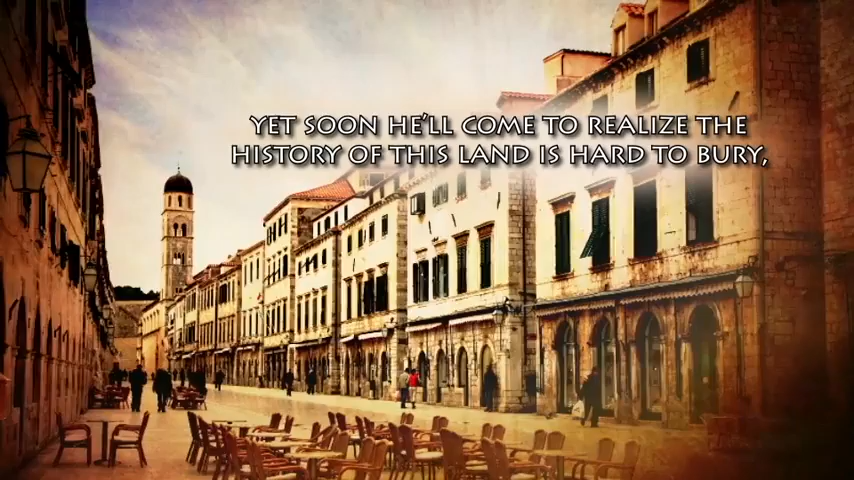 YET SOON HE'LL COME TO REALIZE THE
HISTORY OF THIS LAND IS HARD TO BURY,